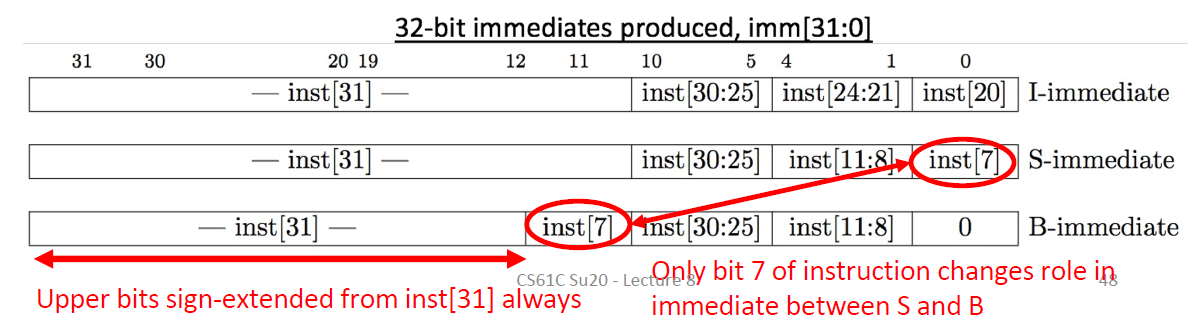 32-bit immediates produced, imm[31:0]
31 30 20 19 12 11 10 5 4 1 0
— inst[31] — inst[30:25] inst[24:21] inst[20] I-immediate
— inst[31] — inst[30:25] inst[11:8] inst[7] S-immediate
— inst[31] — inst[7] inst[30:25] inst[11:8] 0 B-immediate
CS61C Su20 - Lecture 8
48
Upper bits sign-extended from inst[31] always
Only bit 7 of instruction changes role in
immediate between S and B